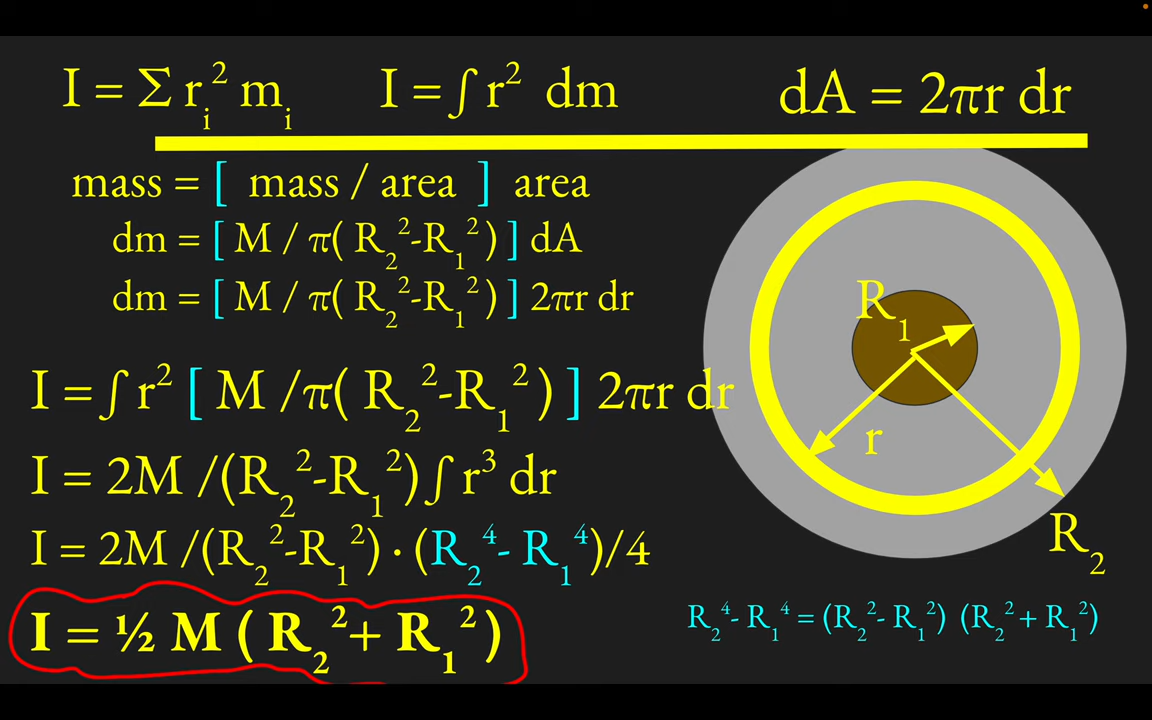 I = Σ rᵢ² mᵢ I = ∫ r² dm dA = 2πr dr
mass = [ mass / area ] area
dm = [ M / π( R₂²-R₁² ) ] dA
dm = [ M / π( R₂²-R₁² ) ] 2πr dr
I = ∫ r² [ M /π( R₂²-R₁² ) ] 2πr dr
I = 2M /(R₂²-R₁²) ∫ r³ dr
I = 2M /(R₂²-R₁²) · (R₂⁴- R₁⁴)/4
I = ½ M ( R₂²+ R₁² )
R₁
r
R₂
R₂⁴- R₁⁴ = (R₂²- R₁²) (R₂² + R₁²)